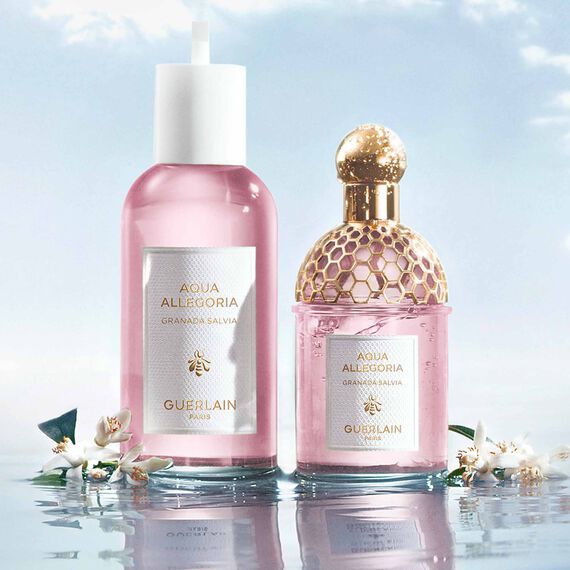 AQUA
ALLEGORIA
GRANADA SALVIA
GUERLAIN
PARIS
AQUA
ALLEGORIA
GRANADA SALVIA
GUERLAIN
PARIS